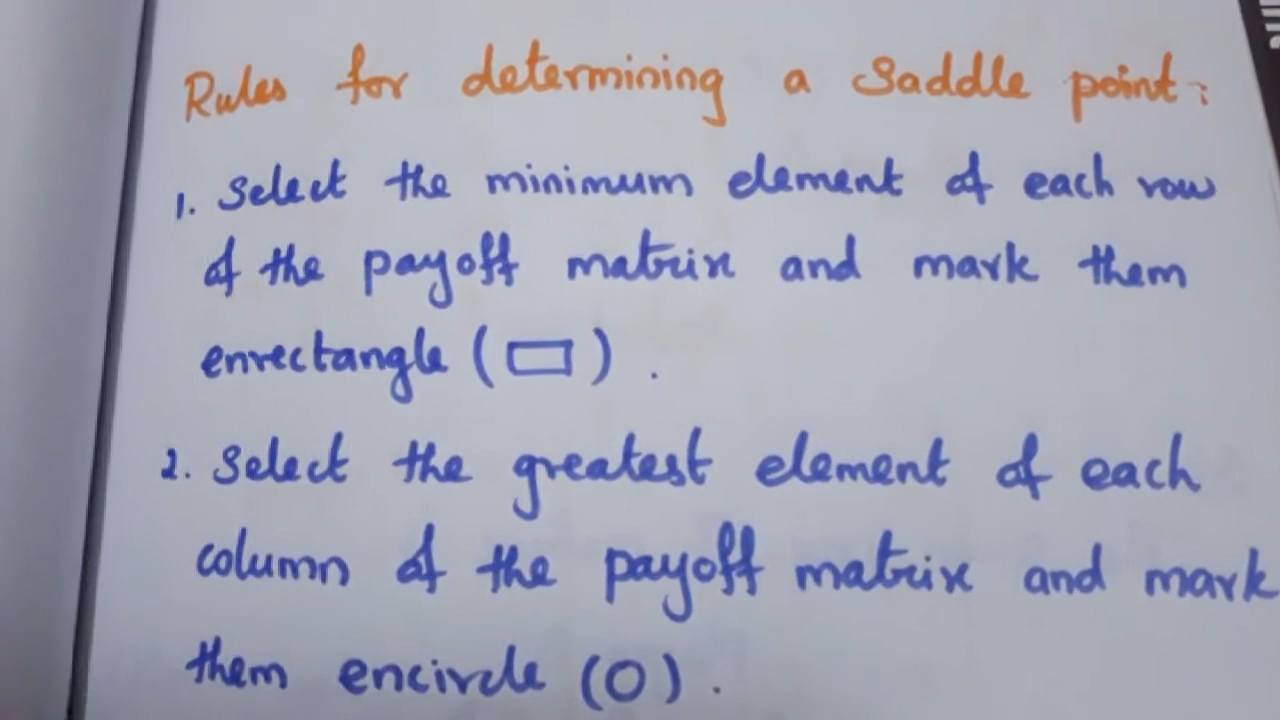 Rules for determining a Saddle point:
1. Select the minimum element of each row
of the payoff matrix and mark them
enrectangle (▭).
2. Select the greatest element of each
column of the payoff matrix and mark
them encircle (O).